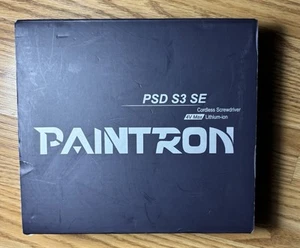 PSD S3 SE
Cordless Screwdriver
4V Max Lithium-ion
PAINTRON